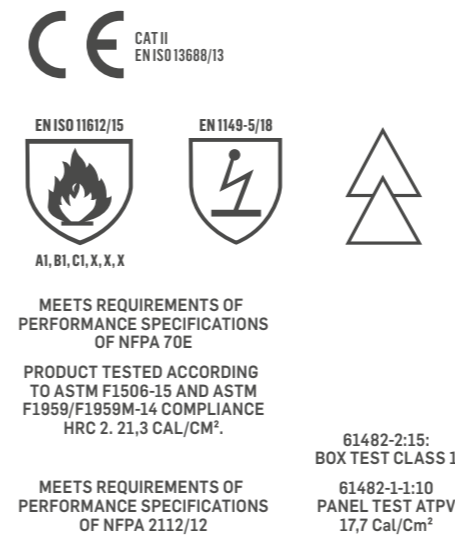 CE
CAT II
EN ISO 13688/13
EN ISO 11612/15
EN 1149-5/18
A1, B1, C1, X, X, X
MEETS REQUIREMENTS OF
PERFORMANCE SPECIFICATIONS
OF NFPA 70E
PRODUCT TESTED ACCORDING
TO ASTM F1506-15 AND ASTM
F1959/F1959M-14 COMPLIANCE
HRC 2. 21,3 CAL/CM².
MEETS REQUIREMENTS OF
PERFORMANCE SPECIFICATIONS
OF NFPA 2112/12
61482-2:15:
BOX TEST CLASS 1
61482-1-1:10
PANEL TEST ATPV
17,7 Cal/Cm²